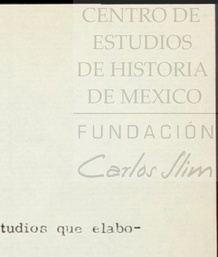 CENTRO DE
ESTUDIOS
DE HISTORIA
DE MEXICO
FUNDACIÓN
Carlos Slim
tudios que elabo-